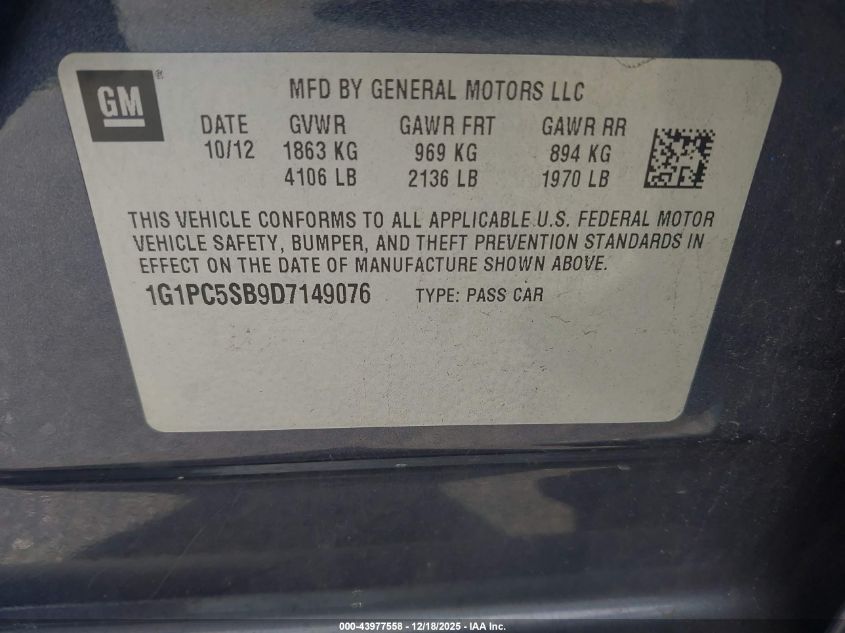 GM
MFD BY GENERAL MOTORS LLC
DATE GVWR GAWR FRT GAWR RR
10/12 1863 KG 969 KG 894 KG
4106 LB 2136 LB 1970 LB
THIS VEHICLE CONFORMS TO ALL APPLICABLE U.S. FEDERAL MOTOR
VEHICLE SAFETY, BUMPER, AND THEFT PREVENTION STANDARDS IN
EFFECT ON THE DATE OF MANUFACTURE SHOWN ABOVE.
1G1PC5SB9D7149076 TYPE: PASS CAR
000-43977558 - 12/18/2025 - IAA Inc.